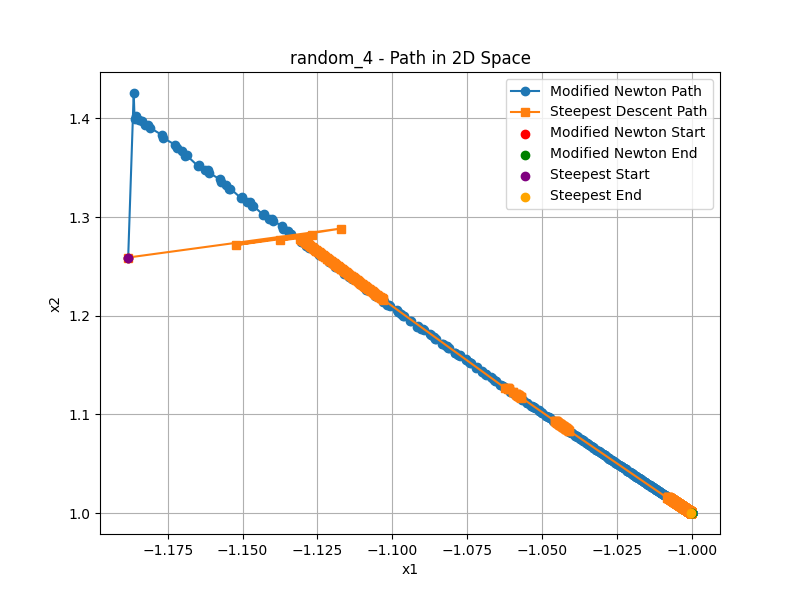 random_4 - Path in 2D Space
Modified Newton Path
Steepest Descent Path
Modified Newton Start
Modified Newton End
Steepest Start
Steepest End
x2
1.4
1.3
1.2
1.1
1.0
−1.175
−1.150
−1.125
−1.100
−1.075
−1.050
−1.025
−1.000
x1